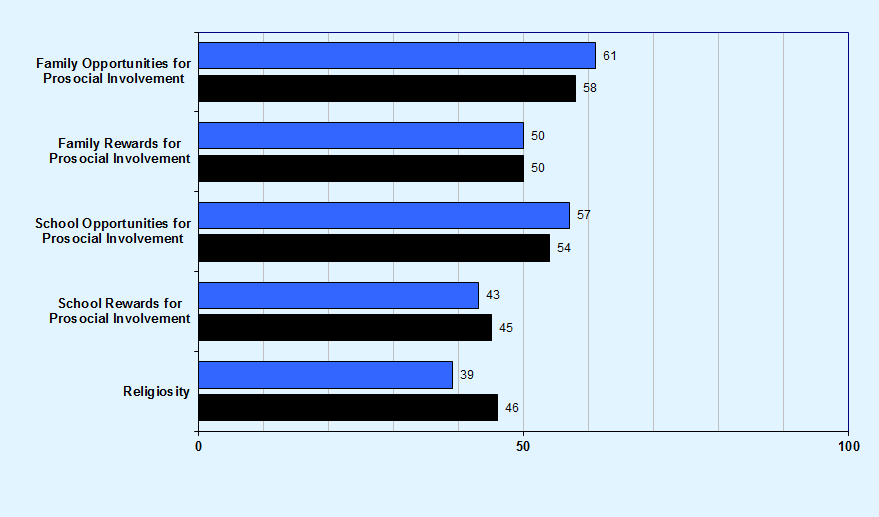 Family Opportunities for
Prosocial Involvement
61
58
Family Rewards for
Prosocial Involvement
50
50
School Opportunities for
Prosocial Involvement
57
54
School Rewards for
Prosocial Involvement
43
45
Religiosity
39
46
0 50 100